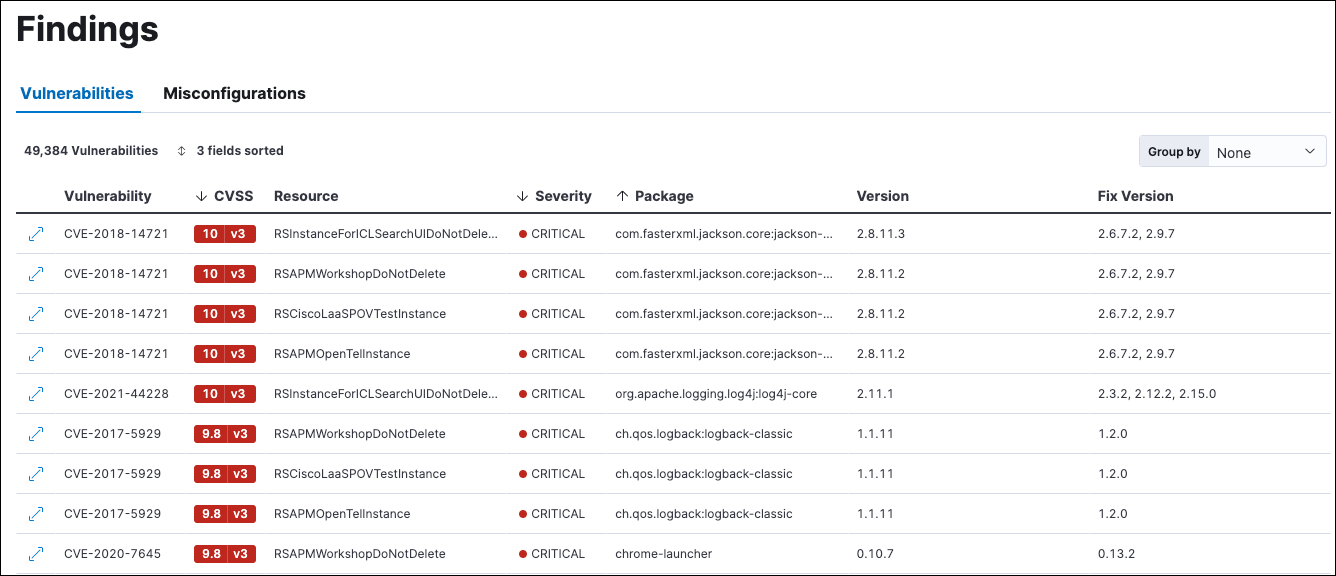 Findings
Vulnerabilities Misconfigurations
49,384 Vulnerabilities 3 fields sorted Group by None
Vulnerability CVSS Resource Severity Package Version Fix Version
CVE-2018-14721 10 v3 RSInstanceForICLSearchUIDoNotDele... CRITICAL com.fasterxml.jackson.core:jackson-... 2.8.11.3 2.6.7.2, 2.9.7
CVE-2018-14721 10 v3 RSAPMWorkshopDoNotDelete CRITICAL com.fasterxml.jackson.core:jackson-... 2.8.11.2 2.6.7.2, 2.9.7
CVE-2018-14721 10 v3 RSCiscoLaaSPOVTestInstance CRITICAL com.fasterxml.jackson.core:jackson-... 2.8.11.2 2.6.7.2, 2.9.7
CVE-2018-14721 10 v3 RSAPMOpenTelInstance CRITICAL com.fasterxml.jackson.core:jackson-... 2.8.11.2 2.6.7.2, 2.9.7
CVE-2021-44228 10 v3 RSInstanceForICLSearchUIDoNotDele... CRITICAL org.apache.logging.log4j:log4j-core 2.11.1 2.3.2, 2.12.2, 2.15.0
CVE-2017-5929 9.8 v3 RSAPMWorkshopDoNotDelete CRITICAL ch.qos.logback:logback-classic 1.1.11 1.2.0
CVE-2017-5929 9.8 v3 RSCiscoLaaSPOVTestInstance CRITICAL ch.qos.logback:logback-classic 1.1.11 1.2.0
CVE-2017-5929 9.8 v3 RSAPMOpenTelInstance CRITICAL ch.qos.logback:logback-classic 1.1.11 1.2.0
CVE-2020-7645 9.8 v3 RSAPMWorkshopDoNotDelete CRITICAL chrome-launcher 0.10.7 0.13.2